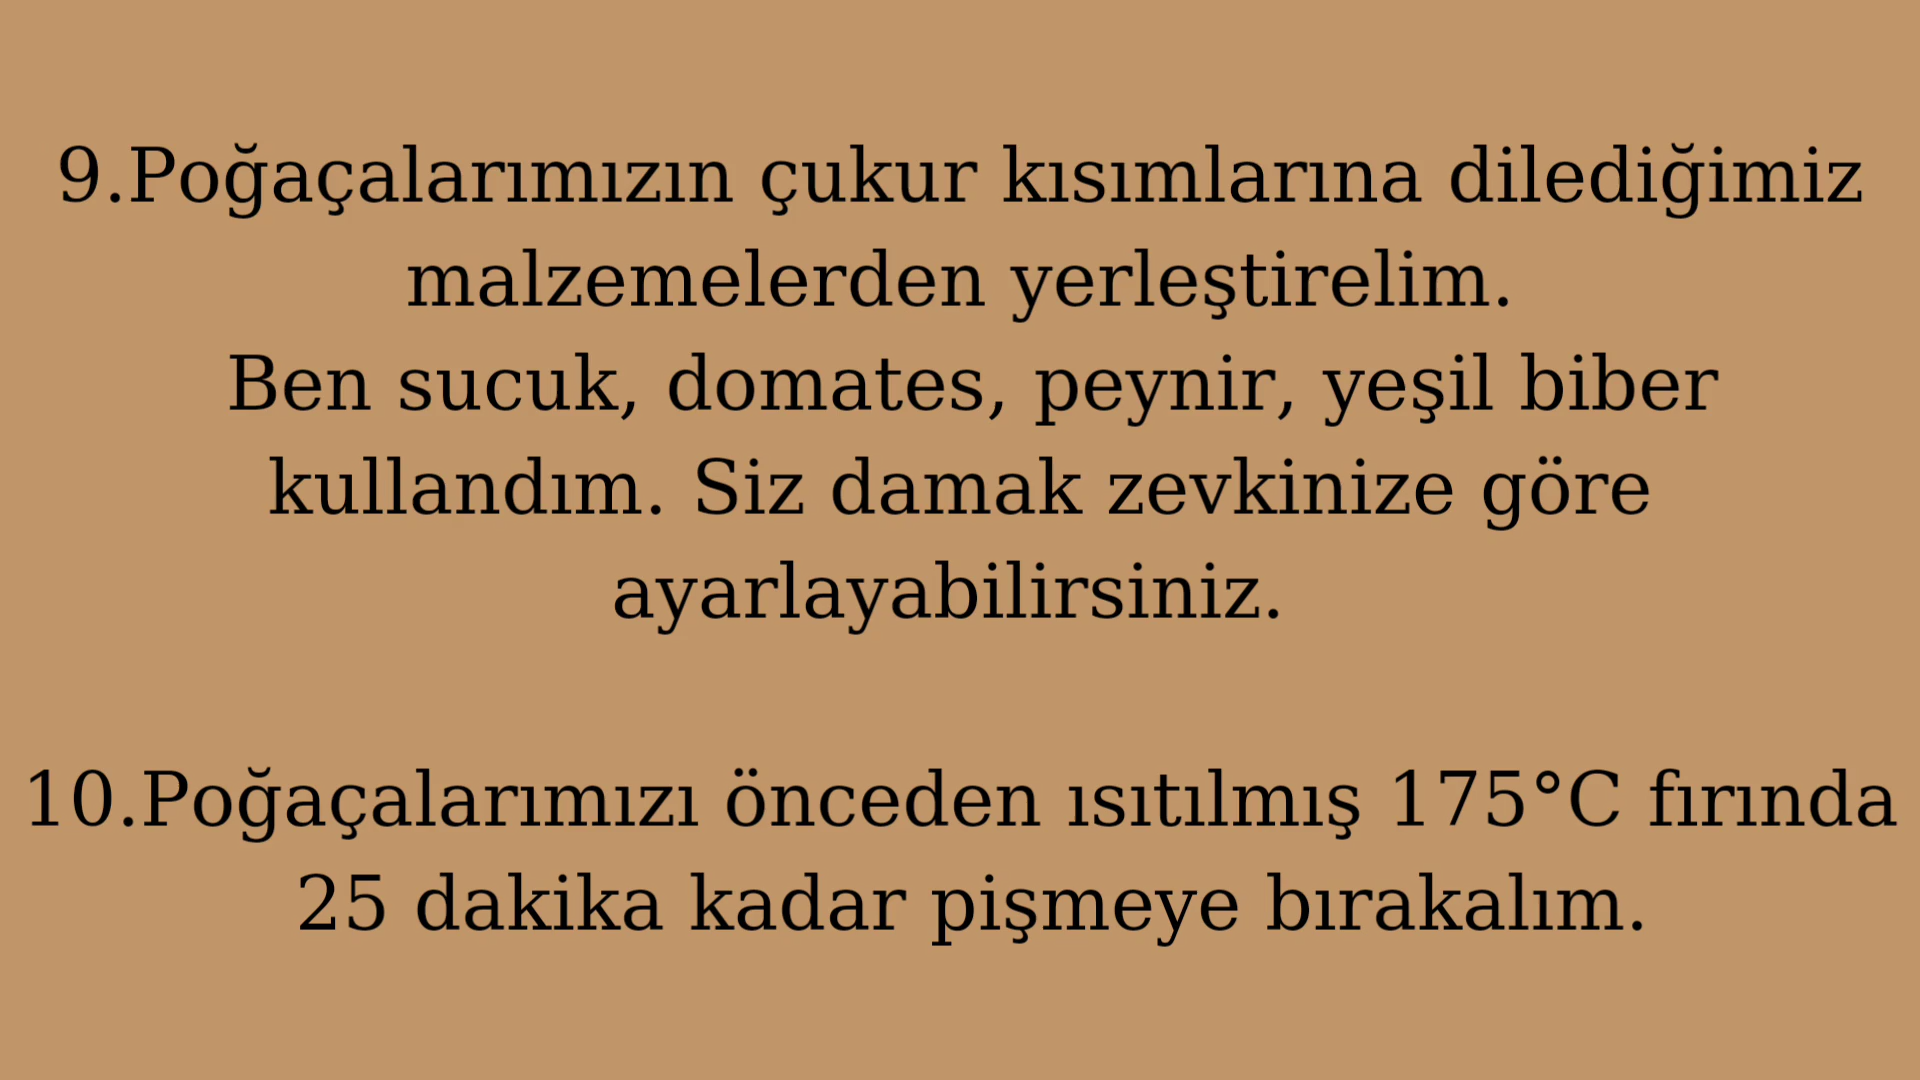 9.Poğaçalarımızın çukur kısımlarına dilediğimiz
malzemelerden yerleştirelim.
Ben sucuk, domates, peynir, yeşil biber
kullandım. Siz damak zevkinize göre
ayarlayabilirsiniz.
10.Poğaçalarımızı önceden ısıtılmış 175°C fırında
25 dakika kadar pişmeye bırakalım.